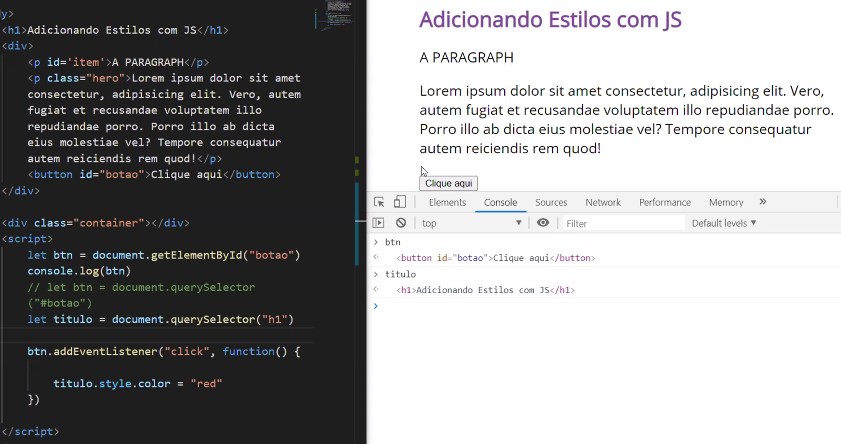 y>
<h1>Adicionando Estilos com JS</h1>
<div>
<p id='item'>A PARAGRAPH</p>
<p class="hero">Lorem ipsum dolor sit amet
consectetur, adipisicing elit. Vero, autem
fugiat et recusandae voluptatem illo
repudiandae porro. Porro illo ab dicta
eius molestiae vel? Tempore consequatur
autem reiciendis rem quod!</p>
<button id="botao">Clique aqui</button>
</div>
<div class="container"></div>
<script>
let btn = document.getElementById("botao")
console.log(btn)
// let btn = document.querySelector
("#botao")
let titulo = document.querySelector("h1")
btn.addEventListener("click", function() {
titulo.style.color = "red"
})
</script>
Adicionando Estilos com JS
A PARAGRAPH
Lorem ipsum dolor sit amet consectetur, adipisicing elit. Vero,
autem fugiat et recusandae voluptatem illo repudiandae porro.
Porro illo ab dicta eius molestiae vel? Tempore consequatur
autem reiciendis rem quod!
Clique aqui
Elements Console Sources Network Performance Memory »
top Filter Default levels
btn
<button id="botao">Clique aqui</button>
titulo
<h1>Adicionando Estilos com JS</h1>